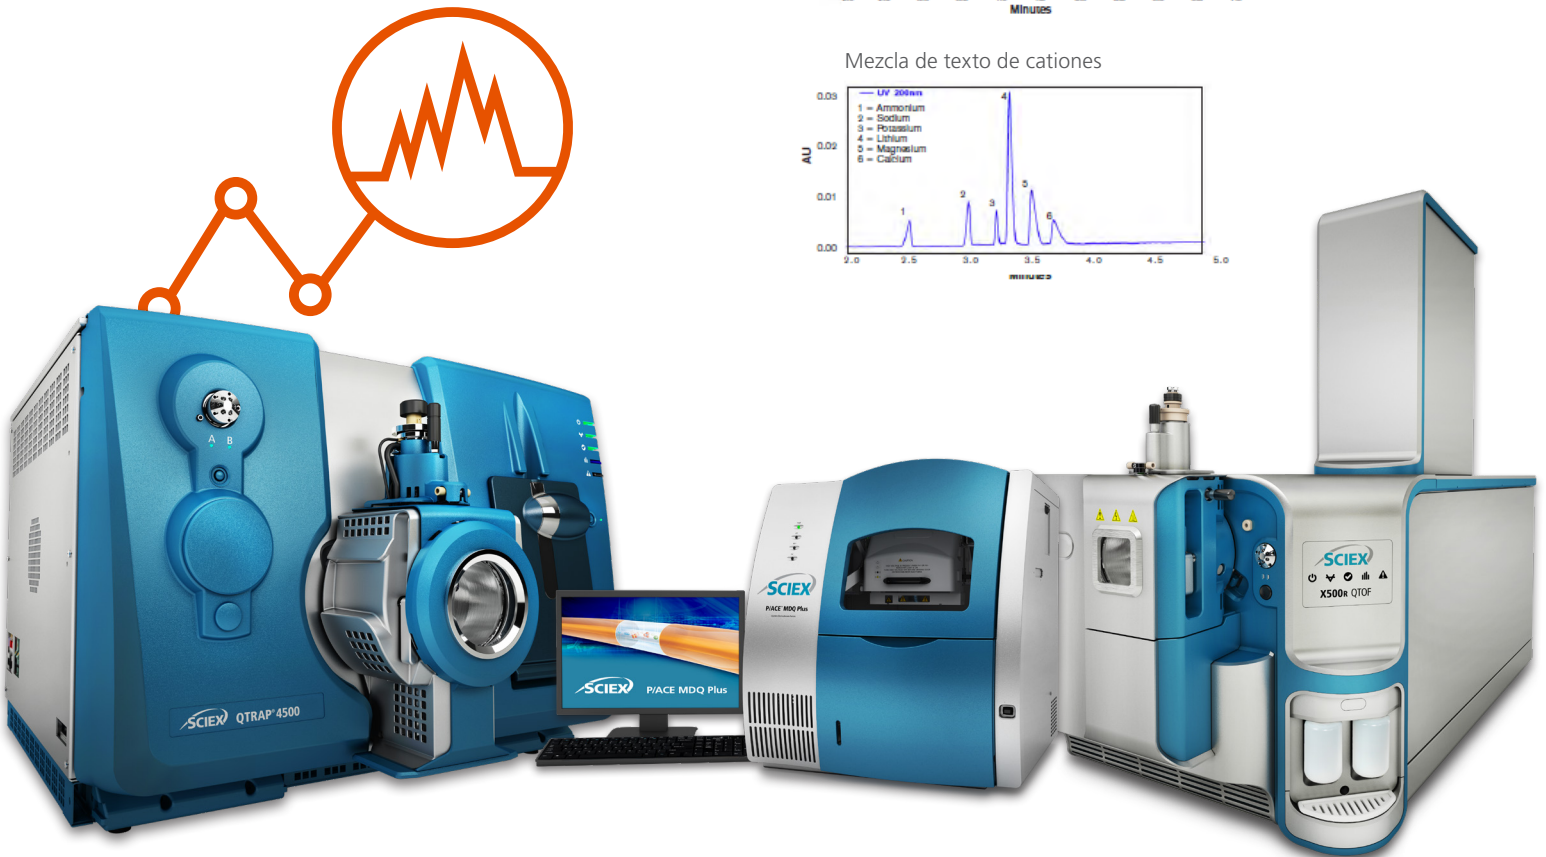 Minutes
Mezcla de texto de cationes
UV 200nm
1 = Ammonium
2 = Sodium
3 = Potassium
4 = Lithium
5 = Magnesium
6 = Calcium
AU
0.03
0.02
0.01
0.00
1
2
3
4
5
6
2.0 2.5 3.0 3.5 4.0 4.5 5.0
Minutes
A B
SCIEX QTRAP® 4500
SCIEX P/ACE MDQ Plus
SCIEX
P/ACE™ MDQ Plus
SCIEX
X500R QTOF